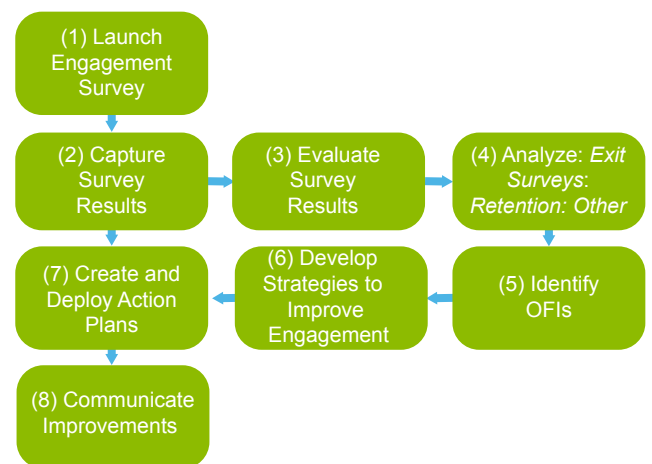 (1) Launch
Engagement
Survey
(2) Capture
Survey
Results
(3) Evaluate
Survey
Results
(4) Analyze: Exit
Surveys:
Retention: Other
(5) Identify
OFIs
(6) Develop
Strategies to
Improve
Engagement
(7) Create and
Deploy Action
Plans
(8) Communicate
Improvements